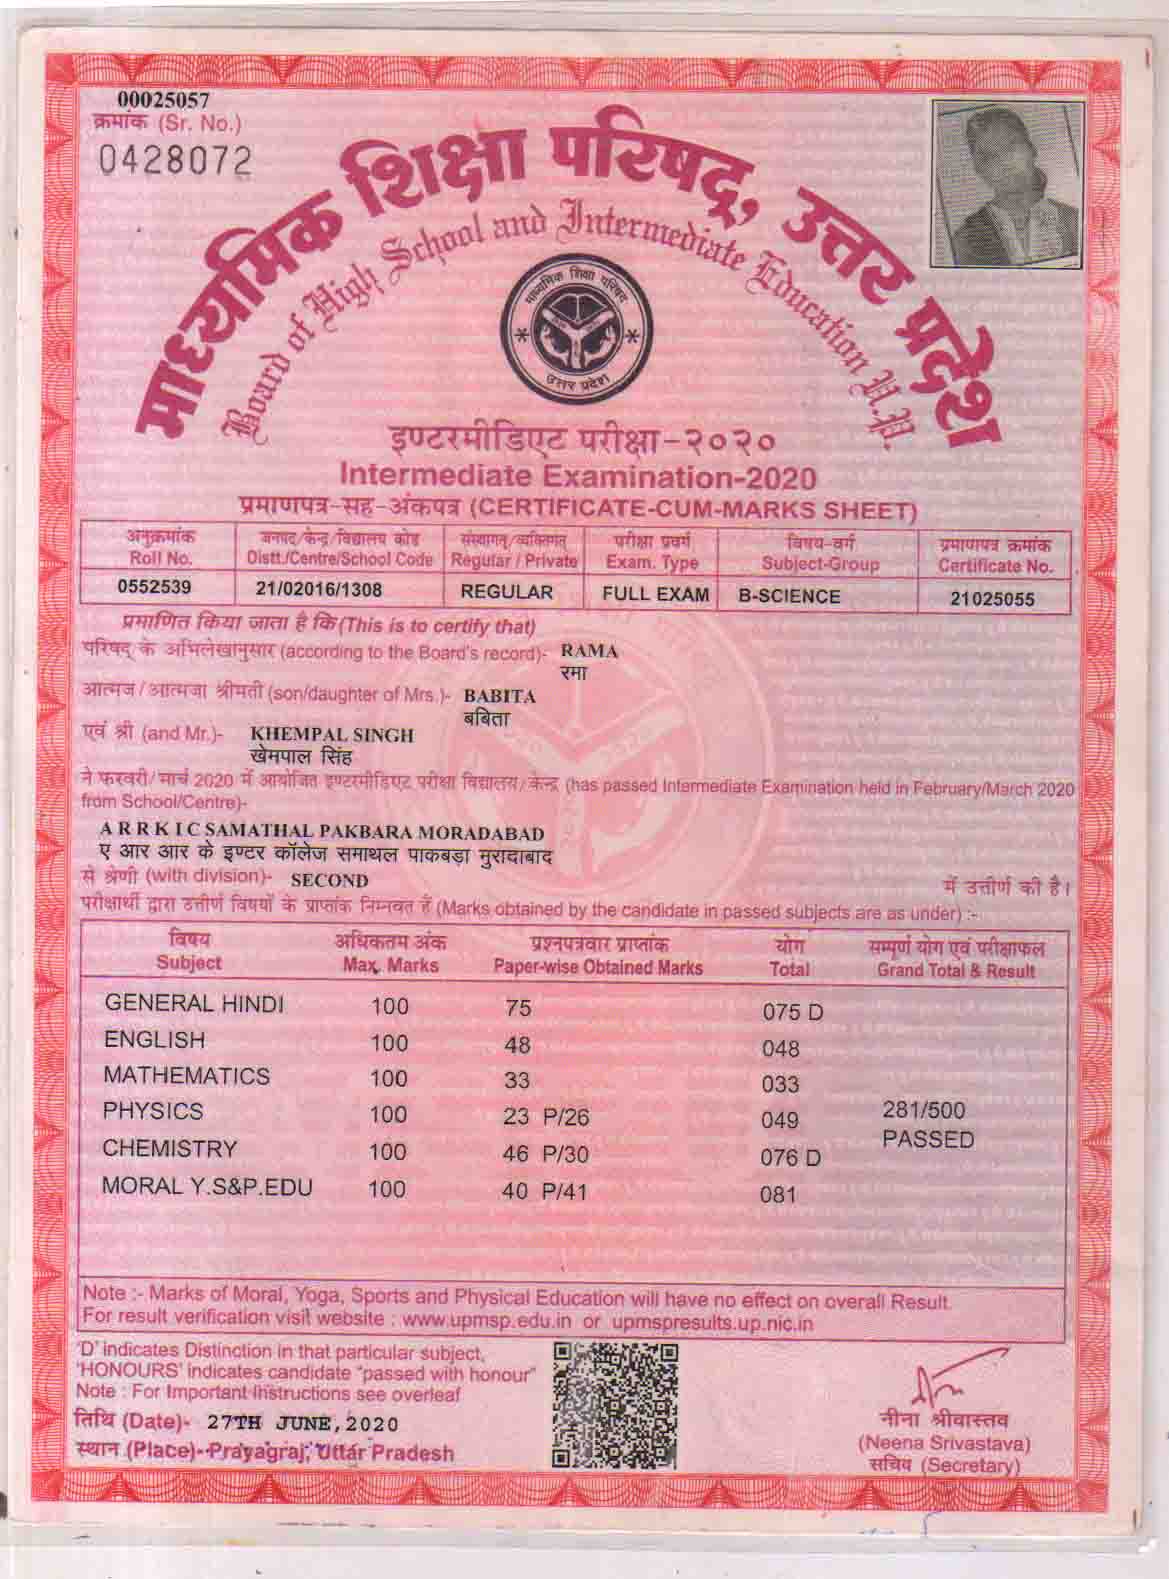 00025057
क्रमांक (Sr. No.)
0428072
माध्यमिक शिक्षा परिषद्, उत्तर प्रदेश
Board of High School and Intermediate Education U.P.
माध्यमिक शिक्षा परिषद
उत्तर प्रदेश
इण्टरमीडिएट परीक्षा-२०२०
Intermediate Examination-2020
प्रमाणपत्र-सह-अंकपत्र (CERTIFICATE-CUM-MARKS SHEET)
अनुक्रमांक जनपद/केन्द्र/विद्यालय कोड संस्थागत/व्यक्तिगत परीक्षा प्रवर्ग विषय-वर्ग प्रमाणपत्र क्रमांक
Roll No. Distt./Centre/School Code Regular / Private Exam. Type Subject-Group Certificate No.
0552539 21/02016/1308 REGULAR FULL EXAM B-SCIENCE 21025055
प्रमाणित किया जाता है कि (This is to certify that)
परिषद् के अभिलेखानुसार (according to the Board's record)- RAMA
रमा
आत्मज/आत्मजा श्रीमती (son/daughter of Mrs.)- BABITA
बबिता
एवं श्री (and Mr.)- KHEMPAL SINGH
खेमपाल सिंह
ने फरवरी/मार्च 2020 में आयोजित इण्टरमीडिएट परीक्षा विद्यालय/केन्द्र (has passed Intermediate Examination held in February/March 2020
from School/Centre)-
A R R K I C SAMATHAL PAKBARA MORADABAD
ए आर आर के इण्टर कॉलेज समाथल पाकबड़ा मुरादाबाद
से श्रेणी (with division)- SECOND में उत्तीर्ण की है।
परीक्षार्थी द्वारा उत्तीर्ण विषयों के प्राप्तांक निम्नवत हैं (Marks obtained by the candidate in passed subjects are as under) :-
विषय अधिकतम अंक प्रश्नपत्रवार प्राप्तांक योग सम्पूर्ण योग एवं परीक्षाफल
Subject Max. Marks Paper-wise Obtained Marks Total Grand Total & Result
GENERAL HINDI 100 75 075 D
ENGLISH 100 48 048
MATHEMATICS 100 33 033
PHYSICS 100 23 P/26 049 281/500
PASSED
CHEMISTRY 100 46 P/30 076 D
MORAL Y.S&P.EDU 100 40 P/41 081
Note :- Marks of Moral, Yoga, Sports and Physical Education will have no effect on overall Result.
For result verification visit website : www.upmsp.edu.in or upmspresults.up.nic.in
'D' indicates Distinction in that particular subject,
'HONOURS' indicates candidate "passed with honour"
Note : For Important Instructions see overleaf
तिथि (Date)- 27TH JUNE,2020
स्थान (Place)- Prayagraj, Uttar Pradesh
नीना श्रीवास्तव
(Neena Srivastava)
सचिव (Secretary)